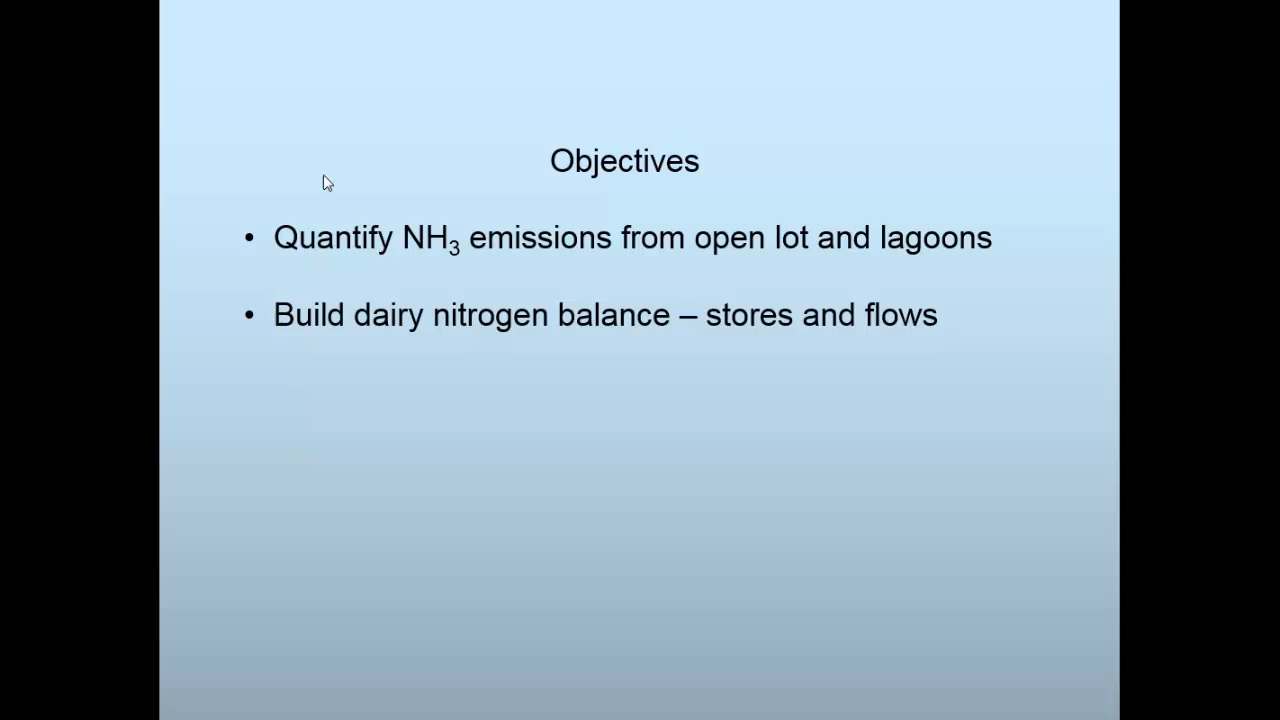 Objectives
• Quantify NH₃ emissions from open lot and lagoons
• Build dairy nitrogen balance – stores and flows